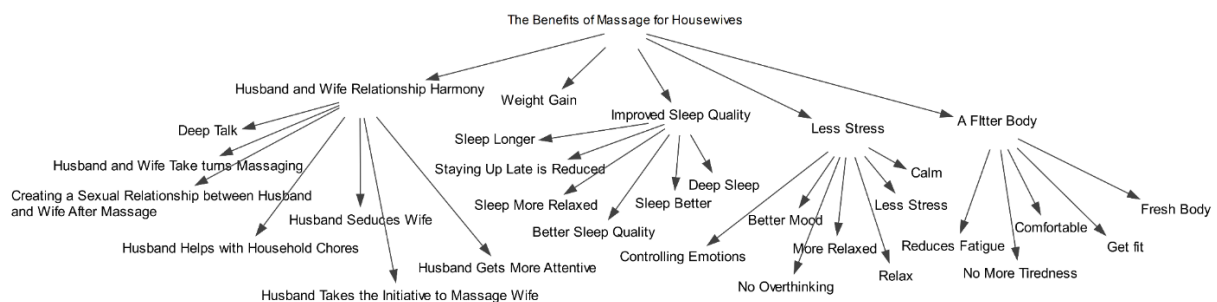 The Benefits of Massage for Housewives
Husband and Wife Relationship Harmony
Weight Gain
Improved Sleep Quality
Less Stress
A FItter Body
Deep Talk
Husband and Wife Take turns Massaging
Creating a Sexual Relationship between Husband
and Wife After Massage
Husband Helps with Household Chores
Husband Seduces Wife
Husband Takes the Initiative to Massage Wife
Husband Gets More Attentive
Sleep Longer
Staying Up Late is Reduced
Sleep More Relaxed
Better Sleep Quality
Sleep Better
Deep Sleep
Controlling Emotions
Better Mood
No Overthinking
More Relaxed
Relax
Less Stress
Calm
Reduces Fatigue
No More Tiredness
Comfortable
Get fit
Fresh Body